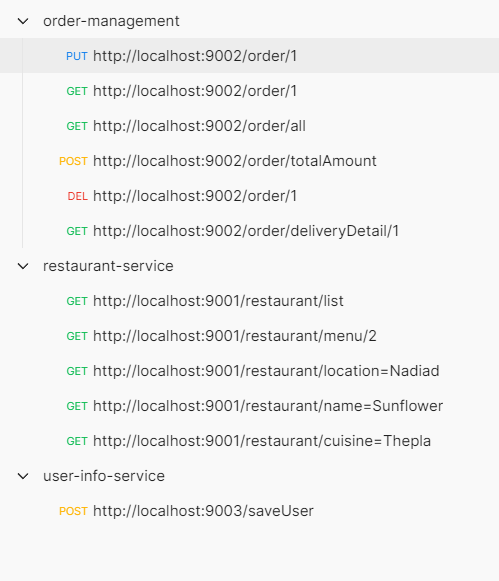 order-management
PUT http://localhost:9002/order/1
GET http://localhost:9002/order/1
GET http://localhost:9002/order/all
POST http://localhost:9002/order/totalAmount
DEL http://localhost:9002/order/1
GET http://localhost:9002/order/deliveryDetail/1
restaurant-service
GET http://localhost:9001/restaurant/list
GET http://localhost:9001/restaurant/menu/2
GET http://localhost:9001/restaurant/location=Nadiad
GET http://localhost:9001/restaurant/name=Sunflower
GET http://localhost:9001/restaurant/cuisine=Thepla
user-info-service
POST http://localhost:9003/saveUser